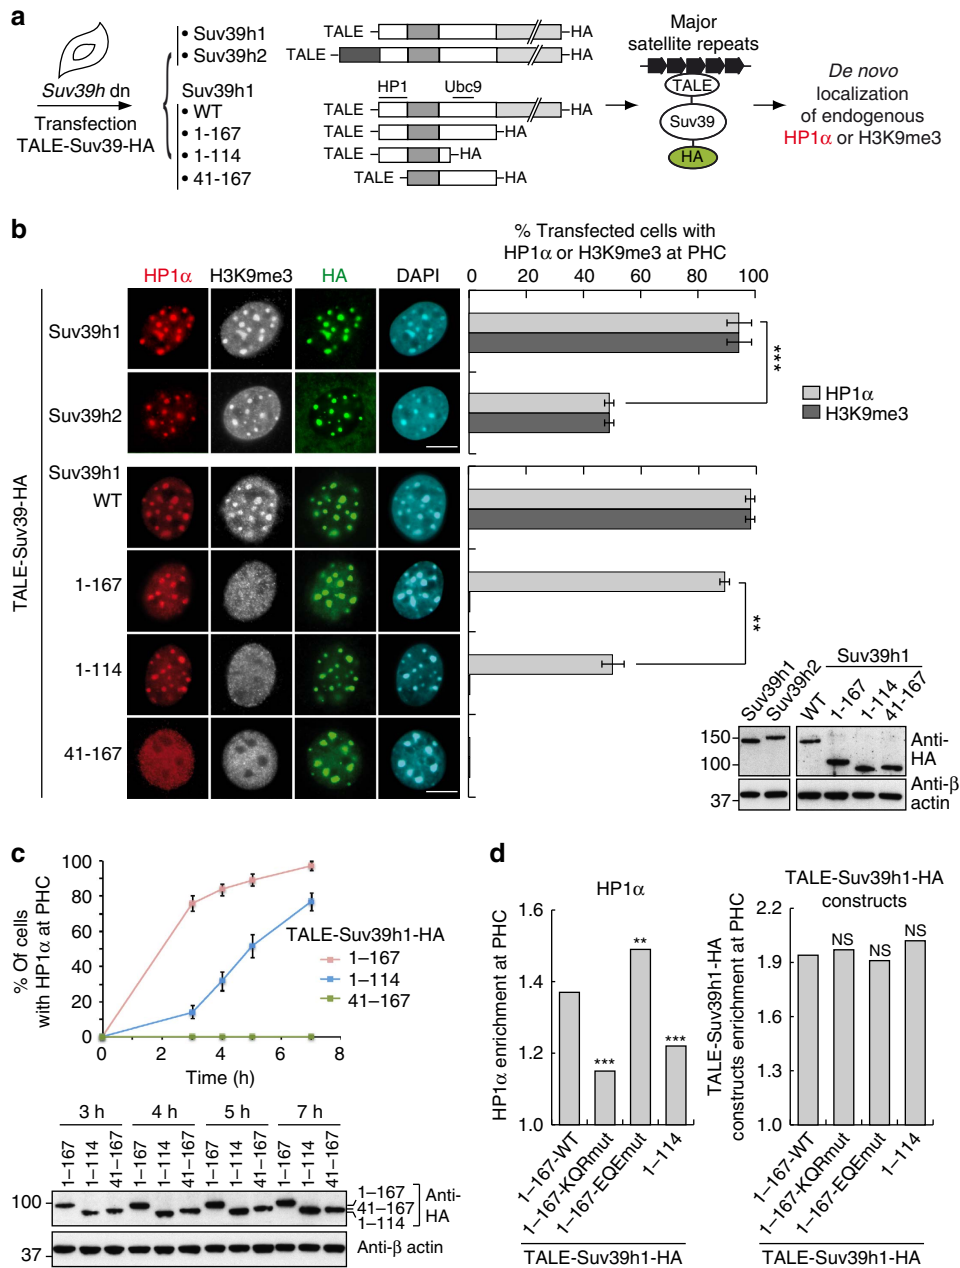 a
Suv39h dn
Transfection
TALE-Suv39-HA
• Suv39h1
• Suv39h2
Suv39h1
• WT
• 1-167
• 1-114
• 41-167
TALE
HA
TALE
HA
HP1
Ubc9
TALE
HA
TALE
HA
TALE
HA
TALE
HA
Major
satellite repeats
TALE
Suv39
HA
De novo
localization
of endogenous
HP1α or H3K9me3
b
% Transfected cells with
HP1α or H3K9me3 at PHC
HP1α
H3K9me3
HA
DAPI
0 20 40 60 80 100
TALE-Suv39-HA
Suv39h1
Suv39h2
Suv39h1
WT
1-167
1-114
41-167
***
**
HP1α
H3K9me3
Suv39h1
Suv39h1
Suv39h2
WT
1-167
1-114
41-167
150
100
37
Anti-
HA
Anti-β
actin
c
% Of cells
with HP1α at PHC
100
80
60
40
20
0
0 2 4 6 8
Time (h)
TALE-Suv39h1-HA
1–167
1–114
41–167
3 h 4 h 5 h 7 h
1–167
1–114
41–167
1–167
1–114
41–167
1–167
1–114
41–167
1–167
1–114
41–167
100
37
1–167
41–167
1–114
Anti-
HA
Anti-β actin
d
HP1α
HP1α enrichment at PHC
1.6
1.4
1.2
1.0
***
**
***
1–167-WT
1–167-KQRmut
1–167-EQEmut
1–114
TALE-Suv39h1-HA
TALE-Suv39h1-HA
constructs
TALE-Suv39h1-HA
constructs enrichment at PHC
2.2
1.9
1.6
1.3
1.0
NS
NS
NS
1–167-WT
1–167-KQRmut
1–167-EQEmut
1–114
TALE-Suv39h1-HA